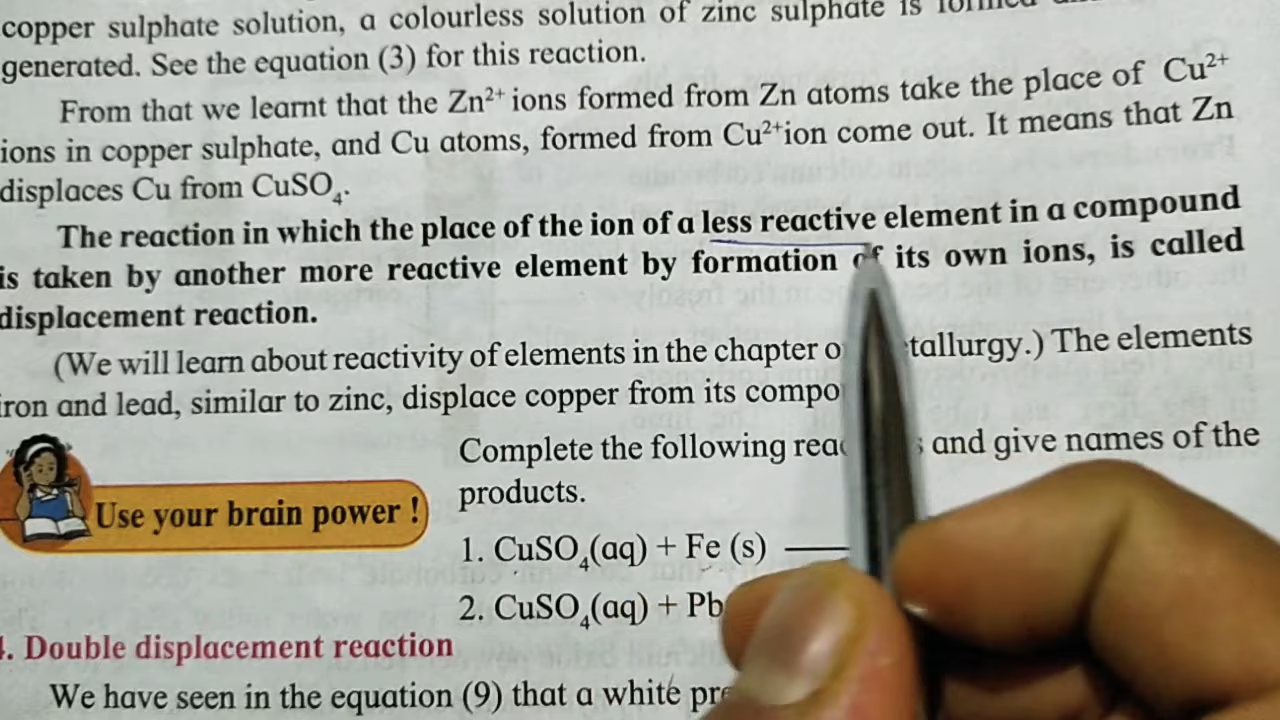 copper sulphate solution, a colourless solution of zinc sulphate is formed
generated. See the equation (3) for this reaction.
From that we learnt that the Zn²⁺ ions formed from Zn atoms take the place of Cu²⁺
ions in copper sulphate, and Cu atoms, formed from Cu²⁺ion come out. It means that Zn
displaces Cu from CuSO₄.
The reaction in which the place of the ion of a less reactive element in a compound
is taken by another more reactive element by formation of its own ions, is called
displacement reaction.
(We will learn about reactivity of elements in the chapter tallurgy.) The elements
iron and lead, similar to zinc, displace copper from its compo
Complete the following and give names of the
products.
Use your brain power !
1. CuSO₄(aq) + Fe (s)
2. CuSO₄(aq) + Pb
4. Double displacement reaction
We have seen in the equation (9) that a white